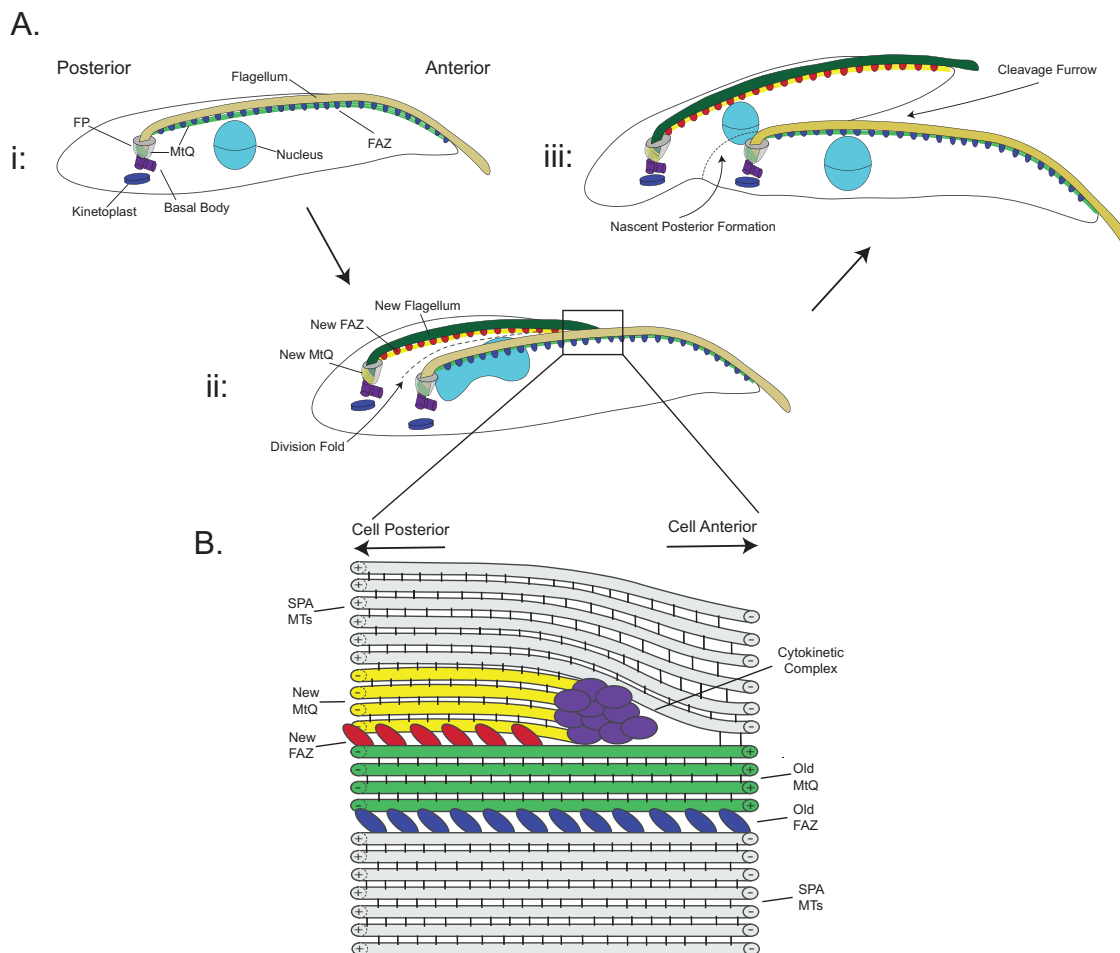 A.
Posterior
Flagellum
Anterior
FP
MtQ
FAZ
Nucleus
i:
Kinetoplast
Basal Body
Cleavage Furrow
iii:
Nascent Posterior Formation
New Flagellum
New FAZ
New MtQ
ii:
Division Fold
B.
Cell Posterior
Cell Anterior
SPA
MTs
Cytokinetic
Complex
New
MtQ
New
FAZ
Old
MtQ
Old
FAZ
SPA
MTs
+
+
+
+
+
+
-
-
-
-
-
-
-
-
-
-
-
-
-
-
+
+
+
+
+
+
+
+
+
+
+
-
-
-
-
-
-
-